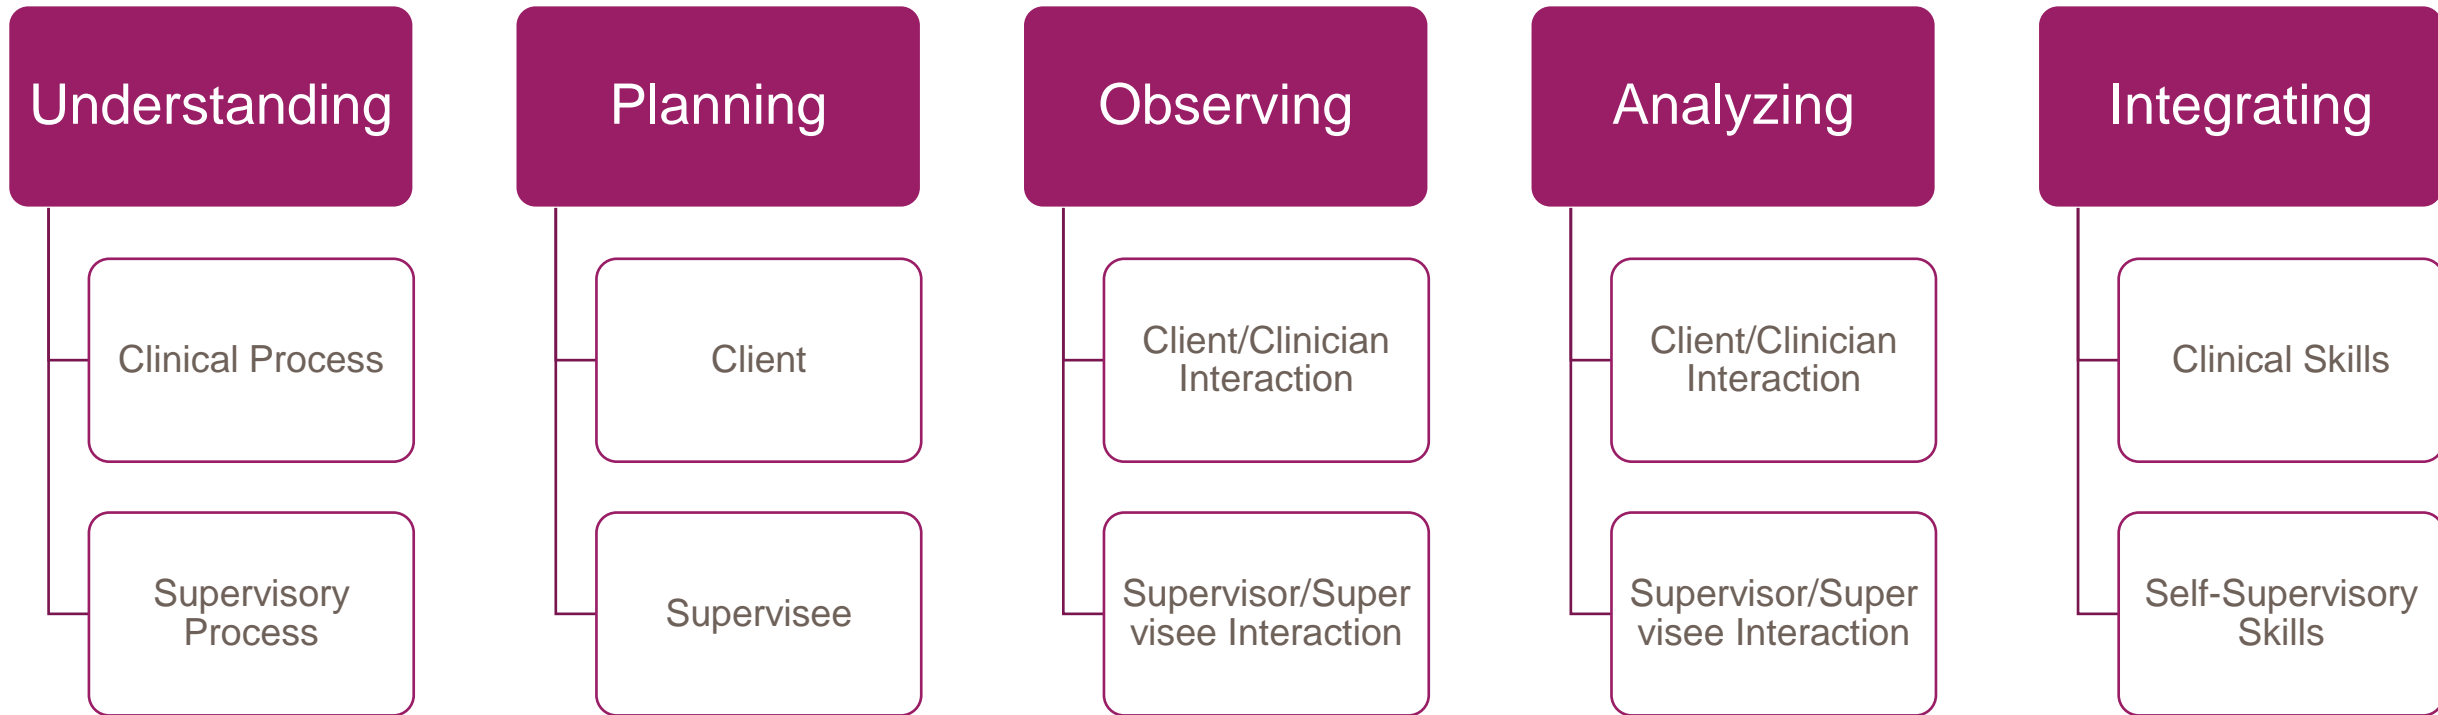 Understanding
Clinical Process
Supervisory
Process
Planning
Client
Supervisee
Observing
Client/Clinician
Interaction
Supervisor/Super
visee Interaction
Analyzing
Client/Clinician
Interaction
Supervisor/Super
visee Interaction
Integrating
Clinical Skills
Self-Supervisory
Skills